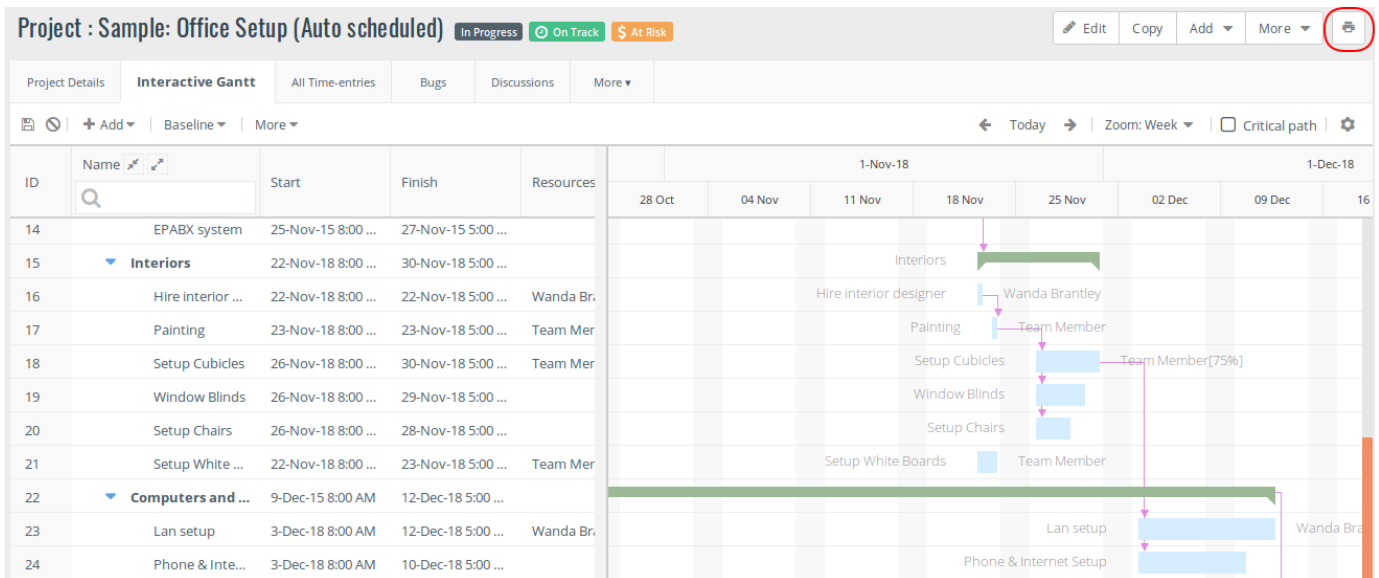 Project : Sample: Office Setup (Auto scheduled) In Progress On Track $ At Risk Edit Copy Add More
Project Details Interactive Gantt All Time-entries Bugs Discussions More
Add Baseline More Today Zoom: Week Critical path
ID Name Start Finish Resources 1-Nov-18 1-Dec-18
28 Oct 04 Nov 11 Nov 18 Nov 25 Nov 02 Dec 09 Dec 16
14 EPABX system 25-Nov-15 8:00 ... 27-Nov-15 5:00 ...
15 Interiors 22-Nov-18 8:00 ... 30-Nov-18 5:00 ... Interiors
16 Hire interior ... 22-Nov-18 8:00 ... 22-Nov-18 5:00 ... Wanda Bra Hire interior designer Wanda Brantley
17 Painting 23-Nov-18 8:00 ... 23-Nov-18 5:00 ... Team Mer Painting Team Member
18 Setup Cubicles 26-Nov-18 8:00 ... 30-Nov-18 5:00 ... Team Mer Setup Cubicles Team Member[75%]
19 Window Blinds 26-Nov-18 8:00 ... 29-Nov-18 5:00 ... Window Blinds
20 Setup Chairs 26-Nov-18 8:00 ... 28-Nov-18 5:00 ... Setup Chairs
21 Setup White ... 22-Nov-18 8:00 ... 23-Nov-18 5:00 ... Team Mer Setup White Boards Team Member
22 Computers and ... 9-Dec-15 8:00 AM 12-Dec-18 5:00 ...
23 Lan setup 3-Dec-18 8:00 AM 12-Dec-18 5:00 ... Wanda Bra Lan setup Wanda Bra
24 Phone & Inte... 3-Dec-18 8:00 AM 10-Dec-18 5:00 ... Phone & Internet Setup